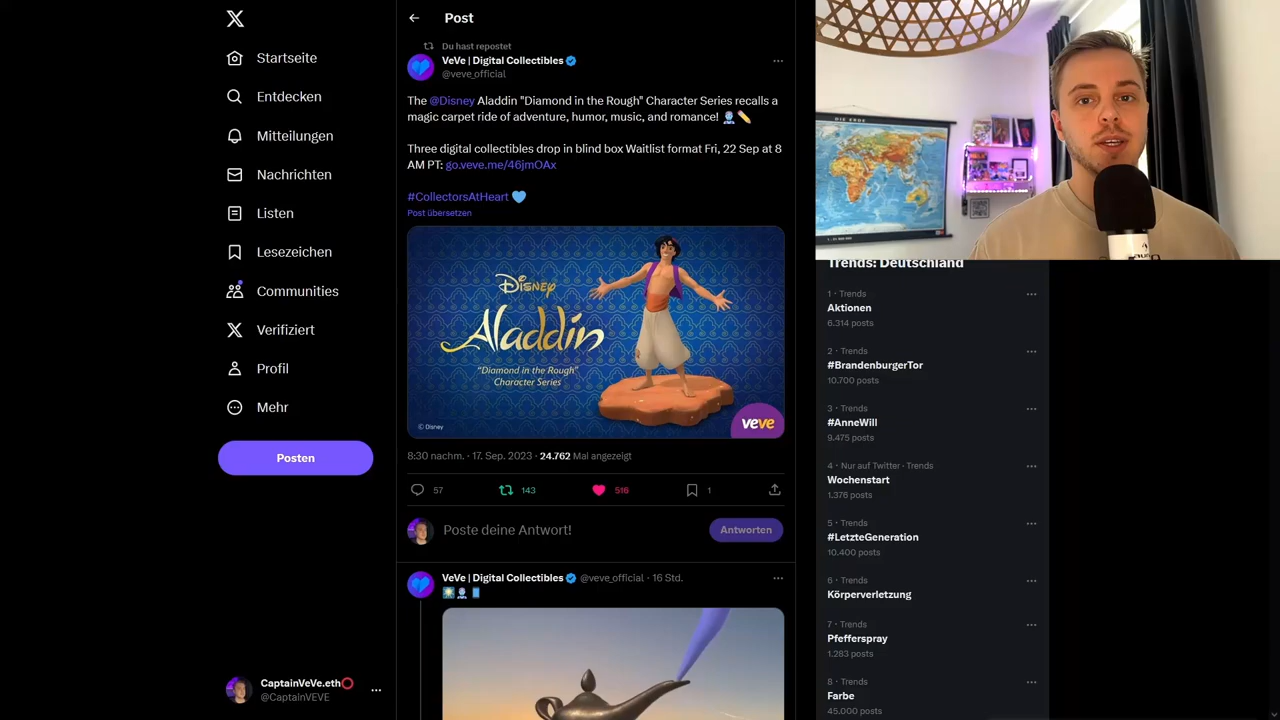 Startseite
Entdecken
Mitteilungen
Nachrichten
Listen
Lesezeichen
Communities
Verifiziert
Profil
Mehr
Posten
CaptainVeVe.eth
@CaptainVEVE
Post
Du hast repostet
VeVe | Digital Collectibles
@veve_official
The @Disney Aladdin "Diamond in the Rough" Character Series recalls a
magic carpet ride of adventure, humor, music, and romance!
Three digital collectibles drop in blind box Waitlist format Fri, 22 Sep at 8
AM PT: go.veve.me/46jmOAx
#CollectorsAtHeart
Post übersetzen
Disney
Aladdin
"Diamond in the Rough"
Character Series
© Disney
veve
8:30 nachm. · 17. Sep. 2023 · 24.762 Mal angezeigt
57
143
516
1
Poste deine Antwort!
Antworten
VeVe | Digital Collectibles @veve_official · 16 Std.
DIE ERDE
Trends: Deutschland
1 · Trends
Aktionen
6.314 posts
2 · Trends
#BrandenburgerTor
10.700 posts
3 · Trends
#AnneWill
9.475 posts
4 · Nur auf Twitter · Trends
Wochenstart
1.376 posts
5 · Trends
#LetzteGeneration
10.400 posts
6 · Trends
Körperverletzung
7 · Trends
Pfefferspray
1.283 posts
8 · Trends
Farbe
45.000 posts